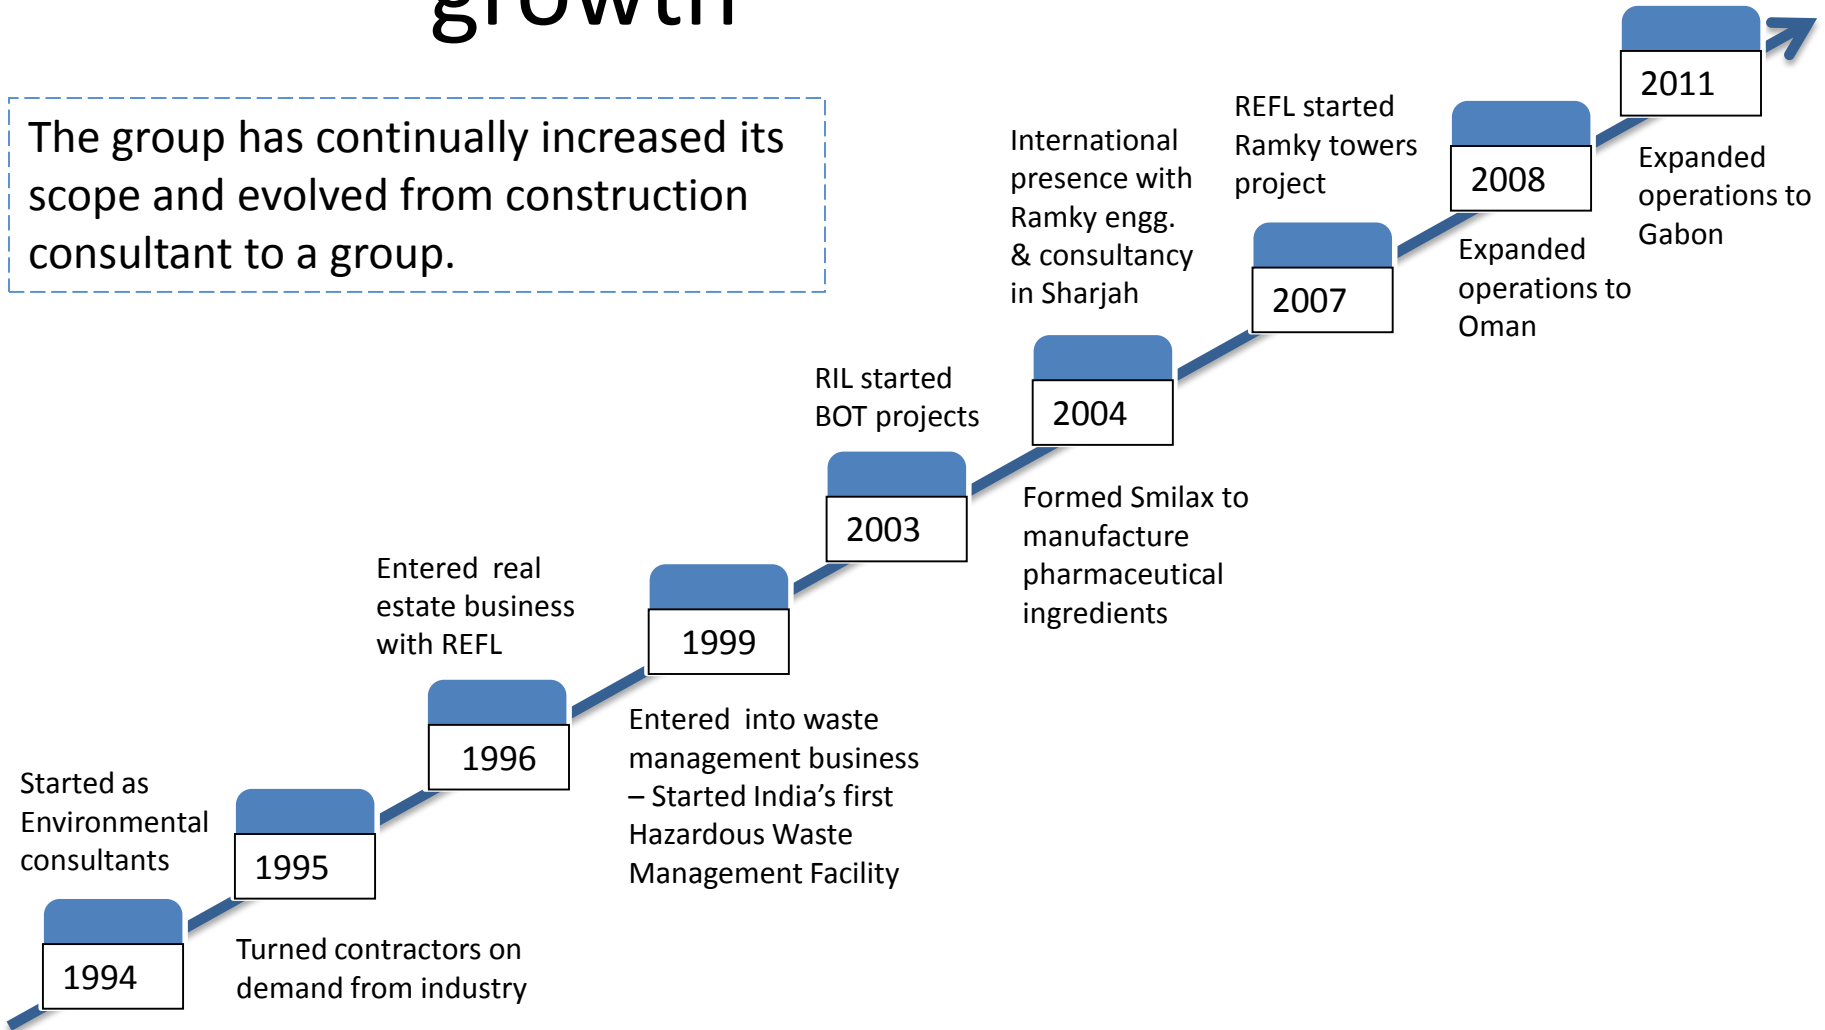 growth
The group has continually increased its
scope and evolved from construction
consultant to a group.
Started as
Environmental
consultants
1994
1995
Turned contractors on
demand from industry
Entered real
estate business
with REFL
1996
1999
Entered into waste
management business
– Started India’s first
Hazardous Waste
Management Facility
RIL started
BOT projects
2003
International
presence with
Ramky engg.
& consultancy
in Sharjah
2004
Formed Smilax to
manufacture
pharmaceutical
ingredients
REFL started
Ramky towers
project
2007
2008
Expanded
operations to
Oman
2011
Expanded
operations to
Gabon